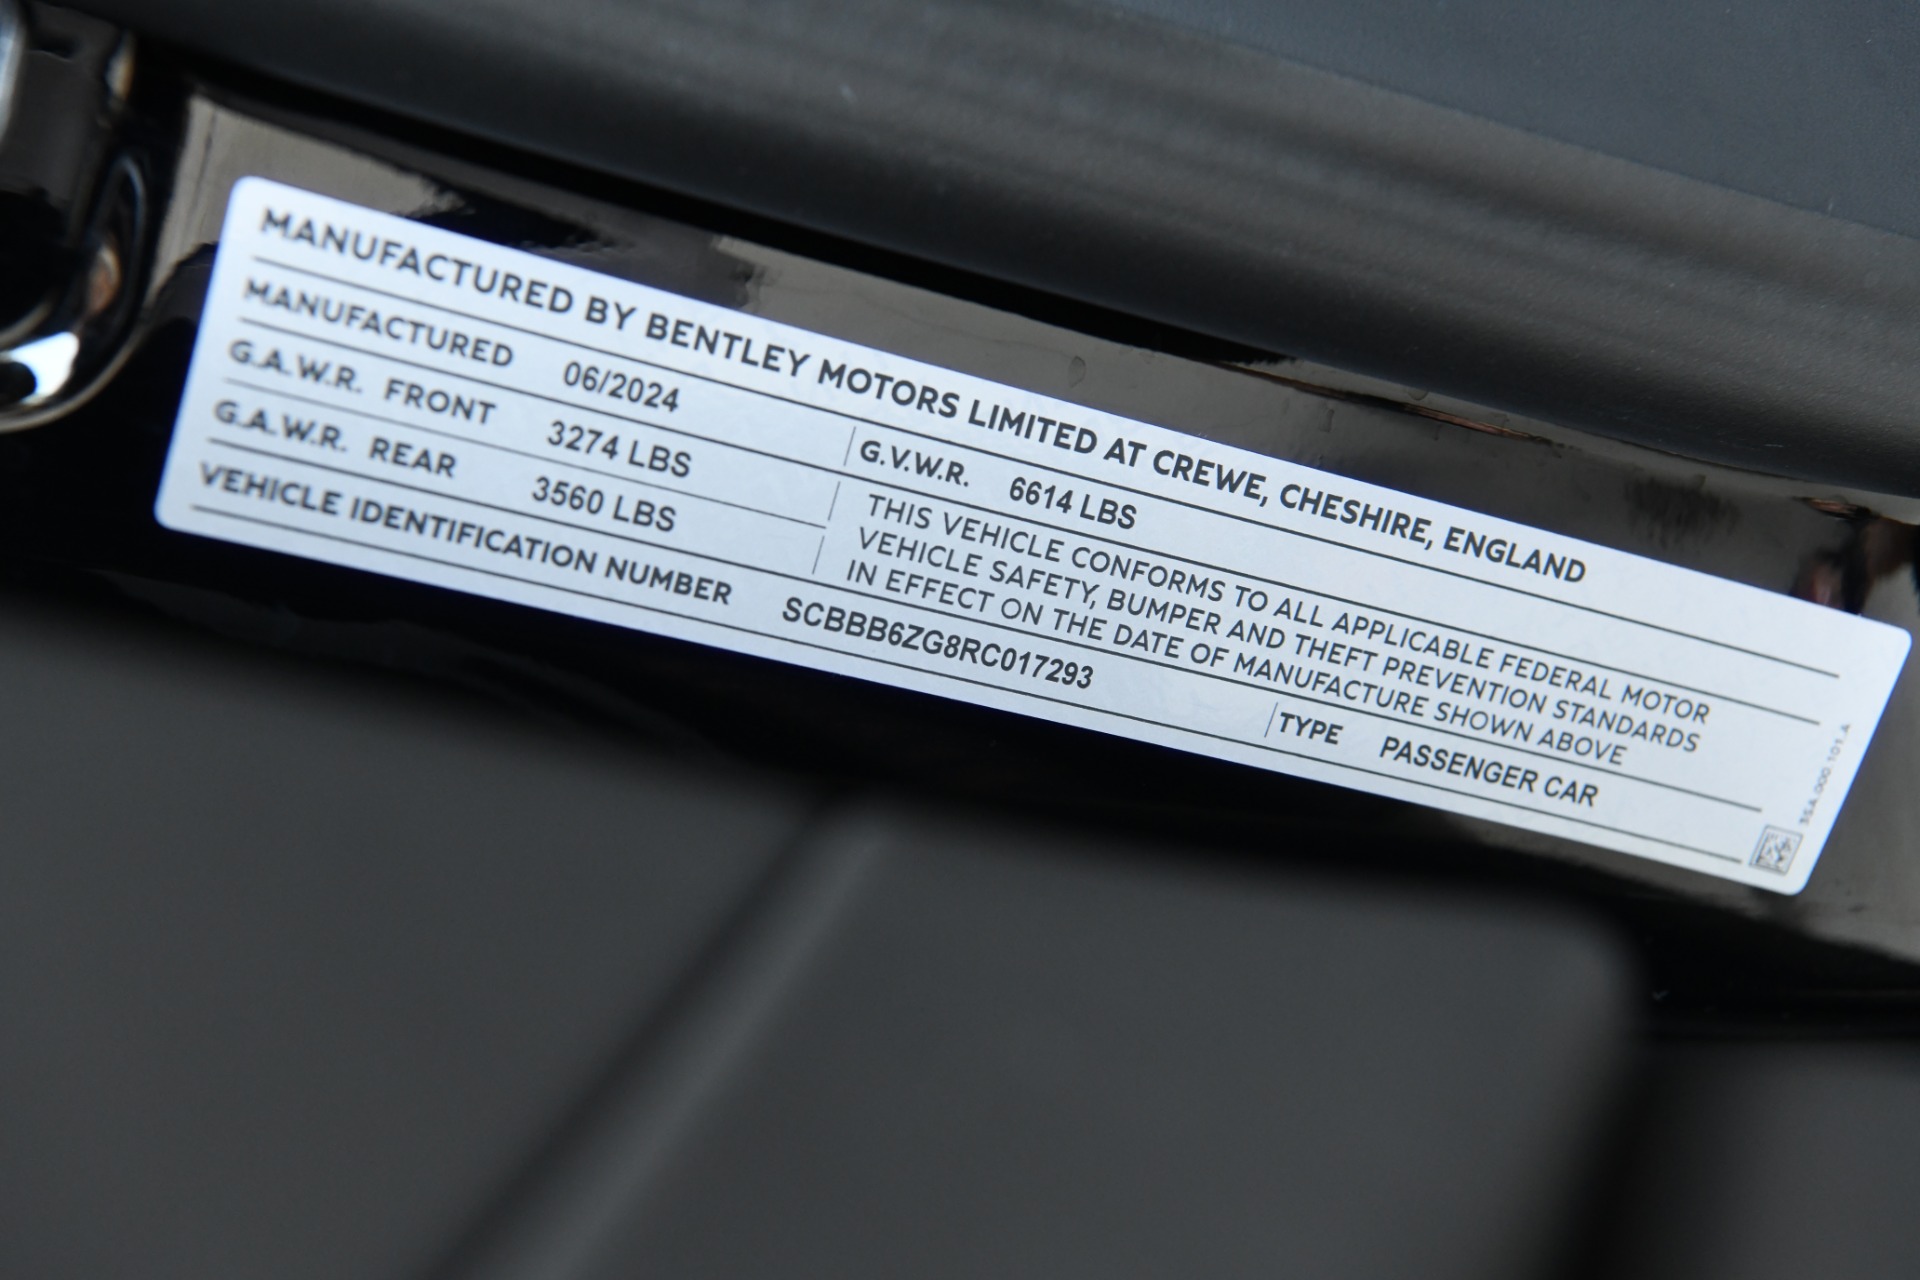 MANUFACTURED BY BENTLEY MOTORS LIMITED AT CREWE, CHESHIRE, ENGLAND
MANUFACTURED 06/2024 G.V.W.R. 6614 LBS
G.A.W.R. FRONT 3274 LBS
G.A.W.R. REAR 3560 LBS
THIS VEHICLE CONFORMS TO ALL APPLICABLE FEDERAL MOTOR
VEHICLE SAFETY, BUMPER AND THEFT PREVENTION STANDARDS
IN EFFECT ON THE DATE OF MANUFACTURE SHOWN ABOVE
VEHICLE IDENTIFICATION NUMBER SCBBB6ZG8RC017293 TYPE PASSENGER CAR